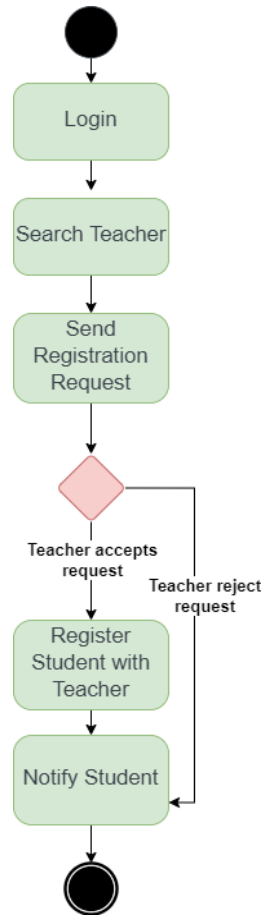 Login
Search Teacher
Send
Registration
Request
Teacher accepts
request
Teacher reject
request
Register
Student with
Teacher
Notify Student